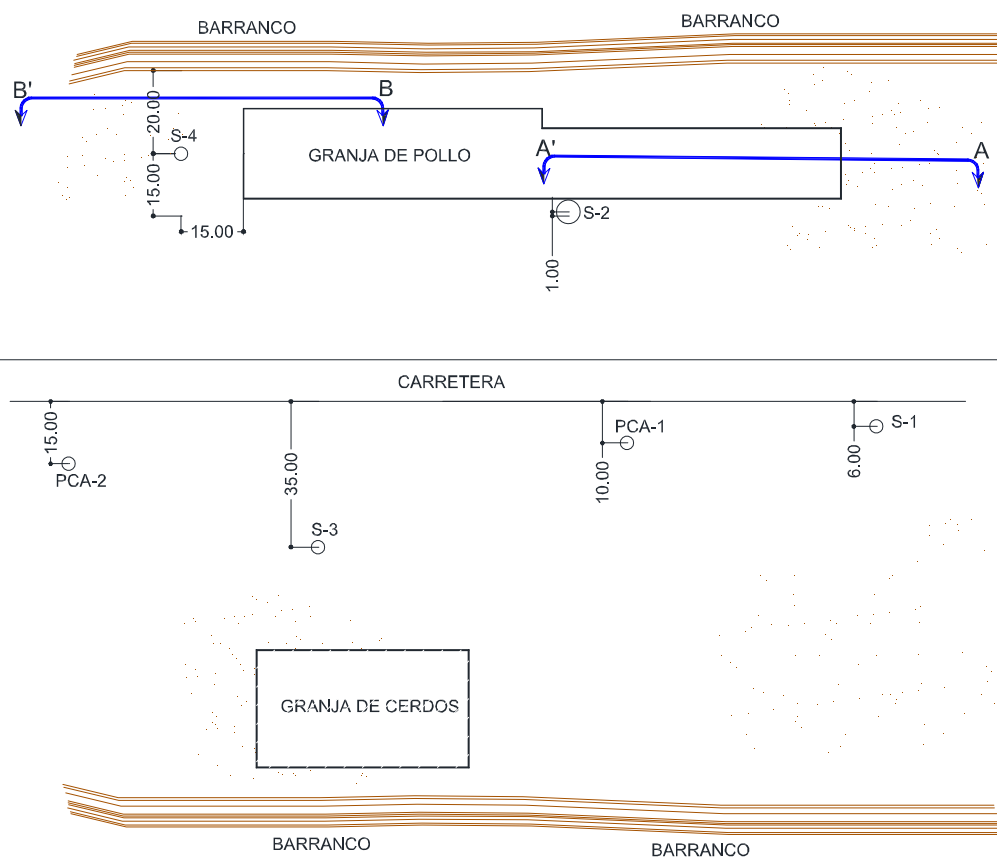 BARRANCO
BARRANCO
B'
B
20.00
S-4
A'
A
GRANJA DE POLLO
15.00
15.00
S-2
1.00
CARRETERA
15.00
PCA-2
35.00
S-3
PCA-1
10.00
S-1
6.00
GRANJA DE CERDOS
BARRANCO
BARRANCO